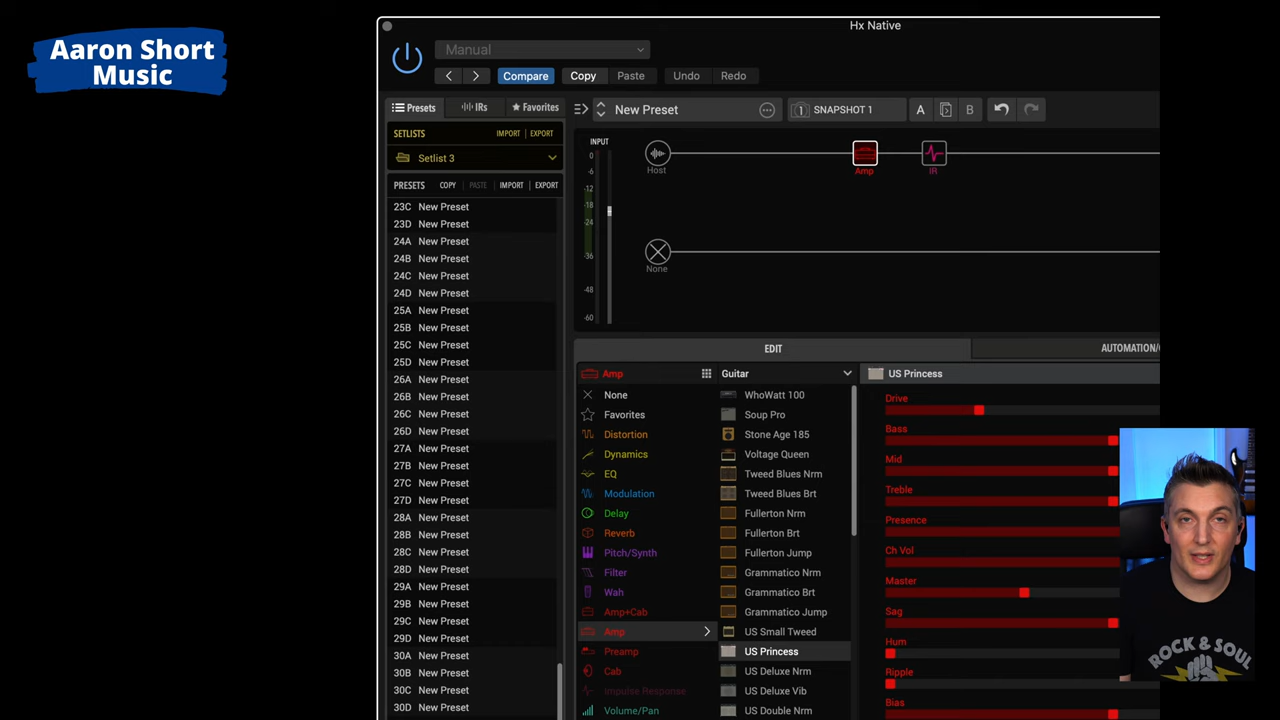 Aaron Short
Music
Hx Native
Manual
Compare
Copy
Paste
Undo
Redo
Presets
IRs
Favorites
New Preset
SNAPSHOT 1
A
B
SETLISTS
IMPORT
EXPORT
Setlist 3
PRESETS
COPY
PASTE
IMPORT
EXPORT
23C New Preset
23D New Preset
24A New Preset
24B New Preset
24C New Preset
24D New Preset
25A New Preset
25B New Preset
25C New Preset
25D New Preset
26A New Preset
26B New Preset
26C New Preset
26D New Preset
27A New Preset
27B New Preset
27C New Preset
27D New Preset
28A New Preset
28B New Preset
28C New Preset
28D New Preset
29A New Preset
29B New Preset
29C New Preset
29D New Preset
30A New Preset
30B New Preset
30C New Preset
30D New Preset
INPUT
0
-6
-12
-18
-24
-36
-48
-60
Host
Amp
IR
None
EDIT
AUTOMATION/
Amp
None
Favorites
Distortion
Dynamics
EQ
Modulation
Delay
Reverb
Pitch/Synth
Filter
Wah
Amp+Cab
Amp
Preamp
Cab
Impulse Response
Volume/Pan
Guitar
WhoWatt 100
Soup Pro
Stone Age 185
Voltage Queen
Tweed Blues Nrm
Tweed Blues Brt
Fullerton Nrm
Fullerton Brt
Fullerton Jump
Grammatico Nrm
Grammatico Brt
Grammatico Jump
US Small Tweed
US Princess
US Deluxe Nrm
US Deluxe Vib
US Double Nrm
US Princess
Drive
Bass
Mid
Treble
Presence
Ch Vol
Master
Sag
Hum
Ripple
Bias
ROCK & SOUL